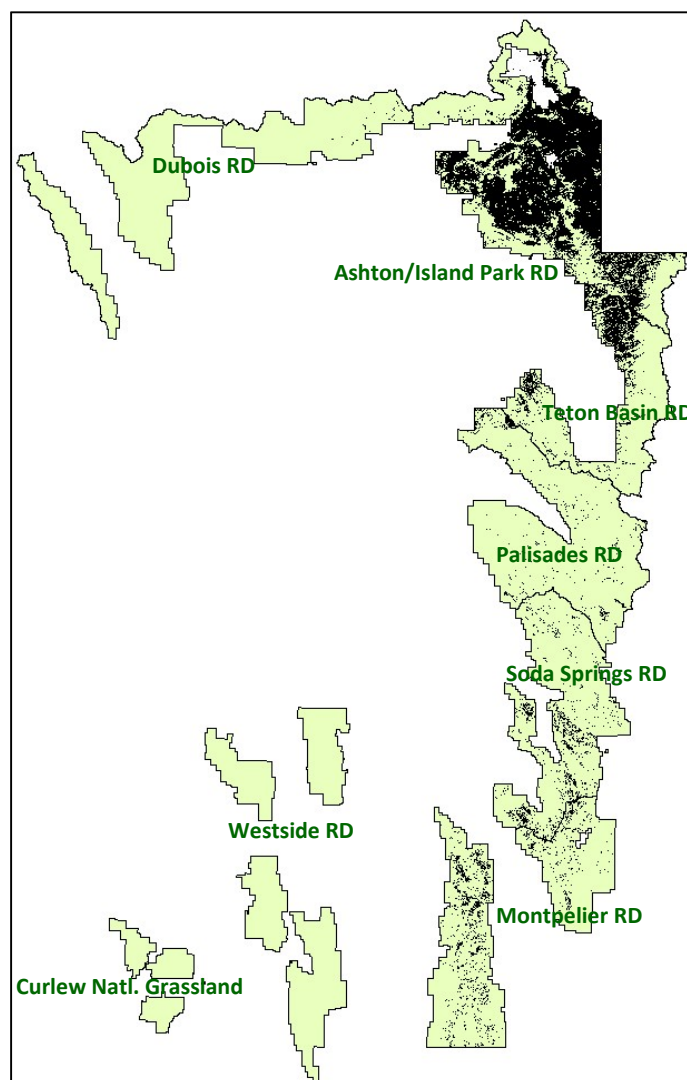 Dubois RD
Ashton/Island Park RD
Teton Basin RD
Palisades RD
Soda Springs RD
Westside RD
Montpelier RD
Curlew Natl. Grassland